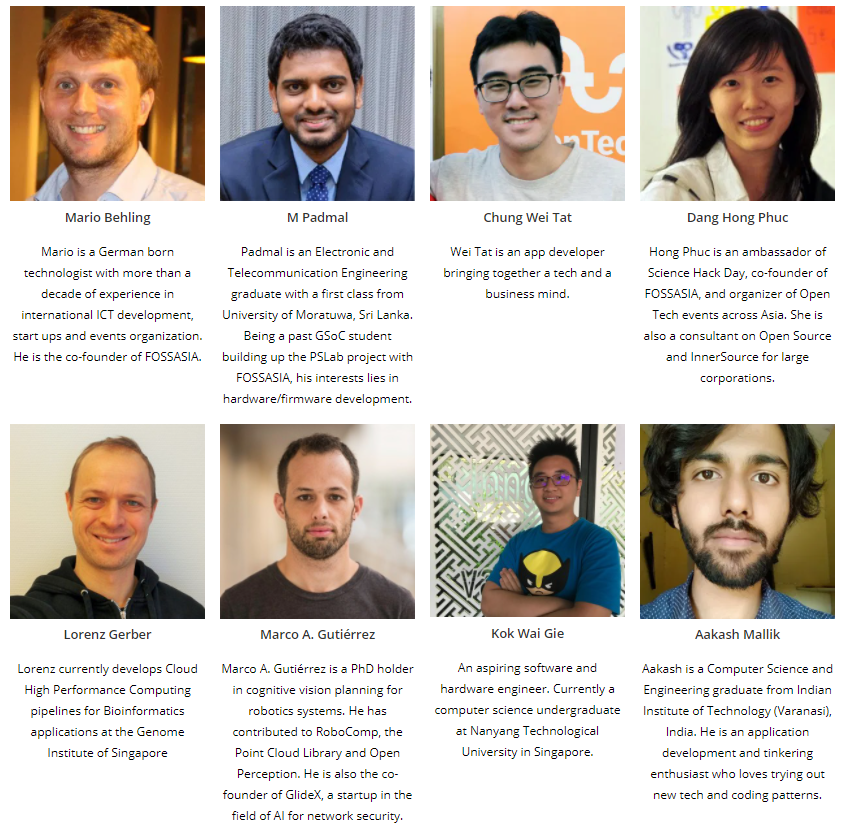 Mario Behling
Mario is a German born
technologist with more than a
decade of experience in
international ICT development,
start ups and events organization.
He is the co-founder of FOSSASIA.
M Padmal
Padmal is an Electronic and
Telecommunication Engineering
graduate with a first class from
University of Moratuwa, Sri Lanka.
Being a past GSoC student
building up the PSLab project with
FOSSASIA, his interests lies in
hardware/firmware development.
Chung Wei Tat
Wei Tat is an app developer
bringing together a tech and a
business mind.
Dang Hong Phuc
Hong Phuc is an ambassador of
Science Hack Day, co-founder of
FOSSASIA, and organizer of Open
Tech events across Asia. She is
also a consultant on Open Source
and InnerSource for large
corporations.
Lorenz Gerber
Lorenz currently develops Cloud
High Performance Computing
pipelines for Bioinformatics
applications at the Genome
Institute of Singapore
Marco A. Gutiérrez
Marco A. Gutiérrez is a PhD holder
in cognitive vision planning for
robotics systems. He has
contributed to RoboComp, the
Point Cloud Library and Open
Perception. He is also the co-
founder of GlideX, a startup in the
field of AI for network security.
Kok Wai Gie
An aspiring software and
hardware engineer. Currently a
computer science undergraduate
at Nanyang Technological
University in Singapore.
Aakash Mallik
Aakash is a Computer Science and
Engineering graduate from Indian
Institute of Technology (Varanasi),
India. He is an application
development and tinkering
enthusiast who loves trying out
new tech and coding patterns.